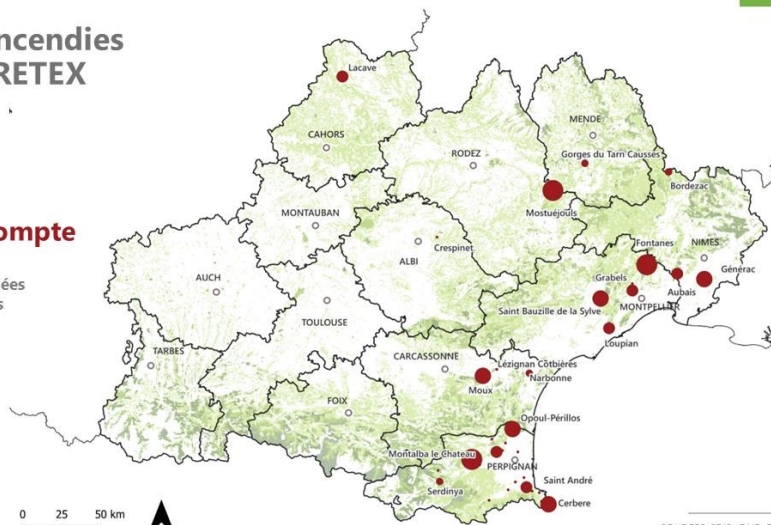 ncendies
RETEX
ompte
ées
s
Lacave
CAHORS
MENDE
RODEZ
Gorges du Tarn Causses
Bordezac
Mostuéjouls
MONTAUBAN
Crespinet
ALBI
Fontanes
NIMES
Générac
AUCH
Grabels
Aubais
MONTPELLIER
Saint Bauzille de la Sylve
TOULOUSE
Loupian
TARBES
CARCASSONNE
Lézignan Corbières
Narbonne
Moux
FOIX
Opoul-Périllos
Montalba le Chateau
PERPIGNAN
Saint André
Serdinya
Cerbere
0 25 50 km